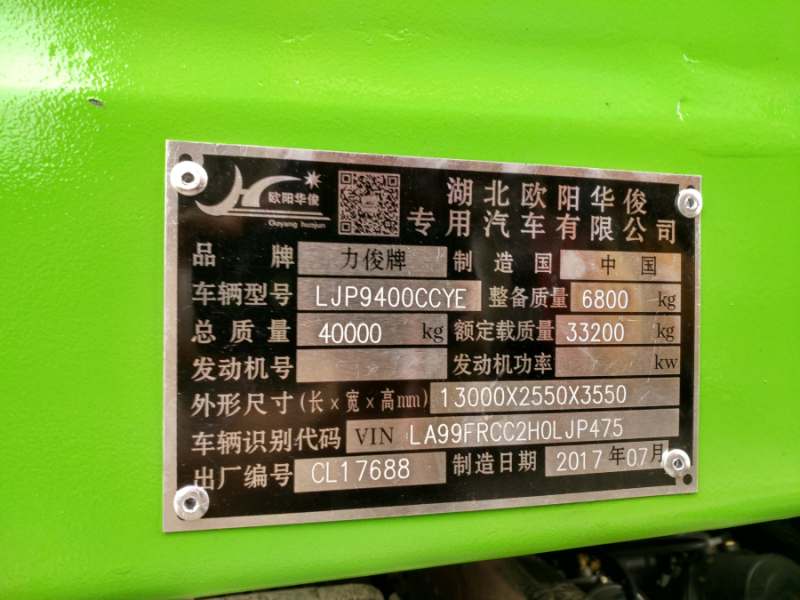 欧阳华俊
Ouyang huajun
湖北欧阳华俊
专用汽车有限公司
品牌 力俊牌 制造国 中国
车辆型号 LJP9400CCYE 整备质量 6800 kg
总质量 40000 kg 额定载质量 33200 kg
发动机号 发动机功率 kw
外形尺寸(长×宽×高mm) 13000X2550X3550
车辆识别代码 VIN LA99FRCC2H0LJP475
出厂编号 CL17688 制造日期 2017年07月